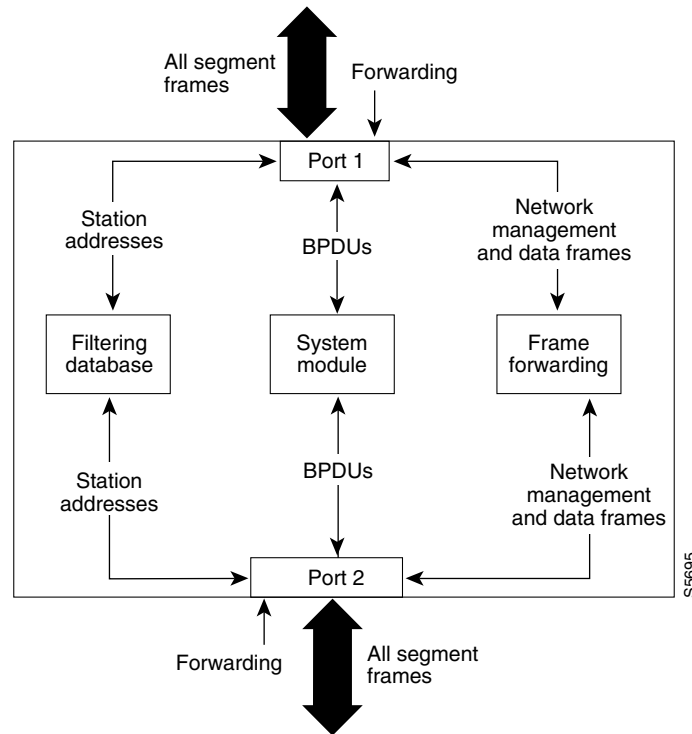 All segment
frames
Forwarding
Port 1
Station
addresses
BPDUs
Network
management
and data frames
Filtering
database
System
module
Frame
forwarding
Station
addresses
BPDUs
Network
management
and data frames
Port 2
S5695
Forwarding
All segment
frames